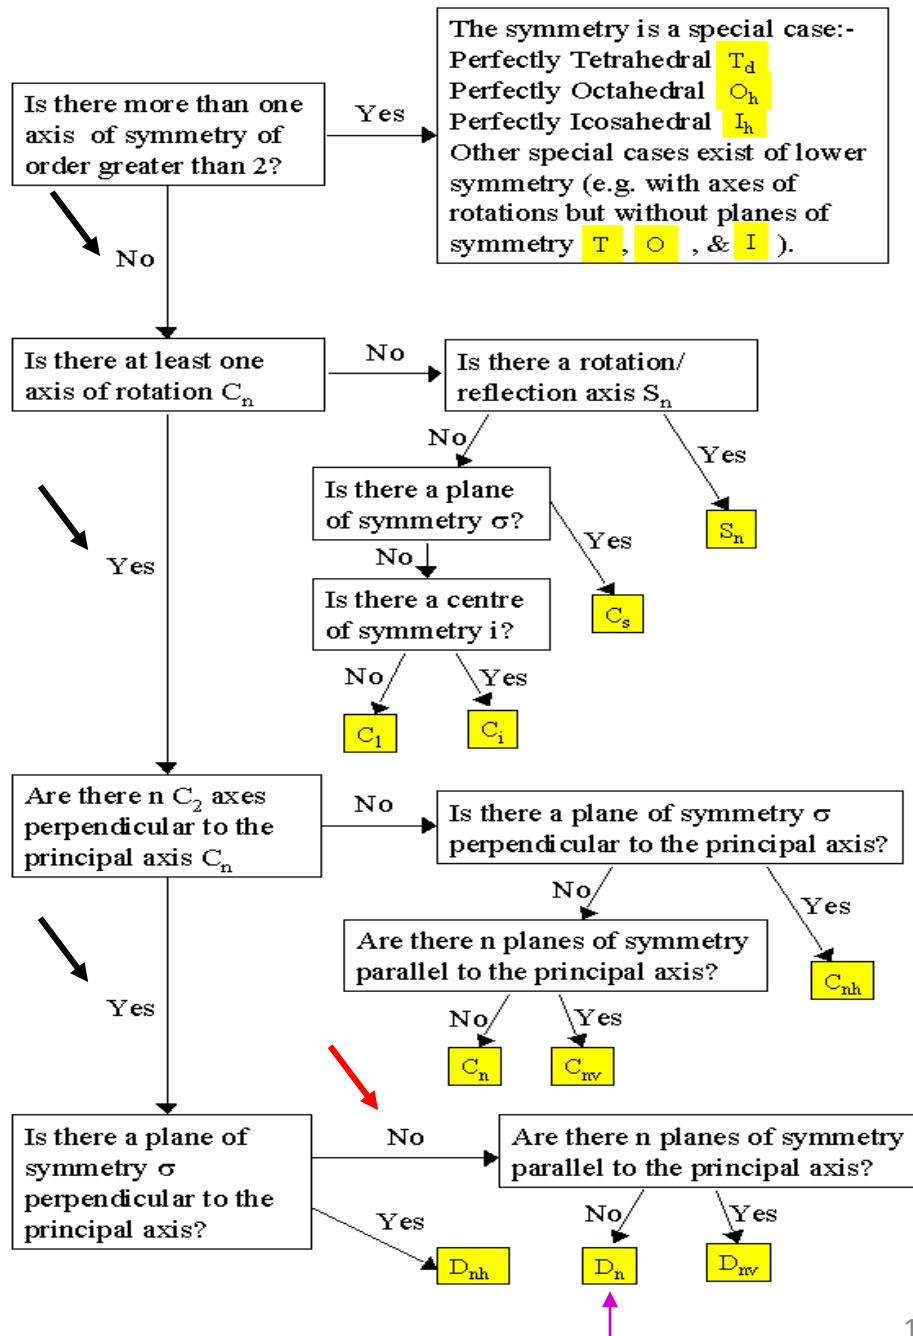 The symmetry is a special case:-
Perfectly Tetrahedral T_d
Perfectly Octahedral O_h
Perfectly Icosahedral I_h
Other special cases exist of lower
symmetry (e.g. with axes of
rotations but without planes of
symmetry T , O , & I ).
Is there more than one
axis of symmetry of
order greater than 2?
Yes
No
Is there at least one
axis of rotation C_n
No
Is there a rotation/
reflection axis S_n
No
Yes
Is there a plane
of symmetry σ?
S_n
Yes
No
Yes
Is there a centre
of symmetry i?
C_s
No
Yes
C_1
C_i
Are there n C_2 axes
perpendicular to the
principal axis C_n
No
Is there a plane of symmetry σ
perpendicular to the principal axis?
No
Yes
Are there n planes of symmetry
parallel to the principal axis?
C_nh
Yes
No
Yes
C_n
C_nv
Is there a plane of
symmetry σ
perpendicular to the
principal axis?
No
Are there n planes of symmetry
parallel to the principal axis?
Yes
No
Yes
D_nh
D_n
D_nv
1